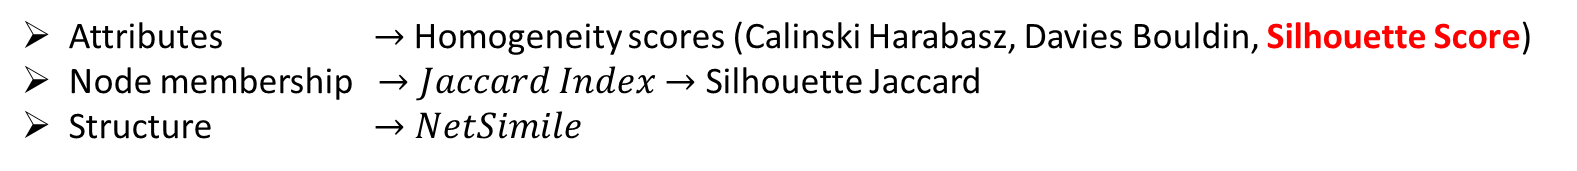 ➢ Attributes → Homogeneity scores (Calinski Harabasz, Davies Bouldin, Silhouette Score)
➢ Node membership → Jaccard Index → Silhouette Jaccard
➢ Structure → NetSimile